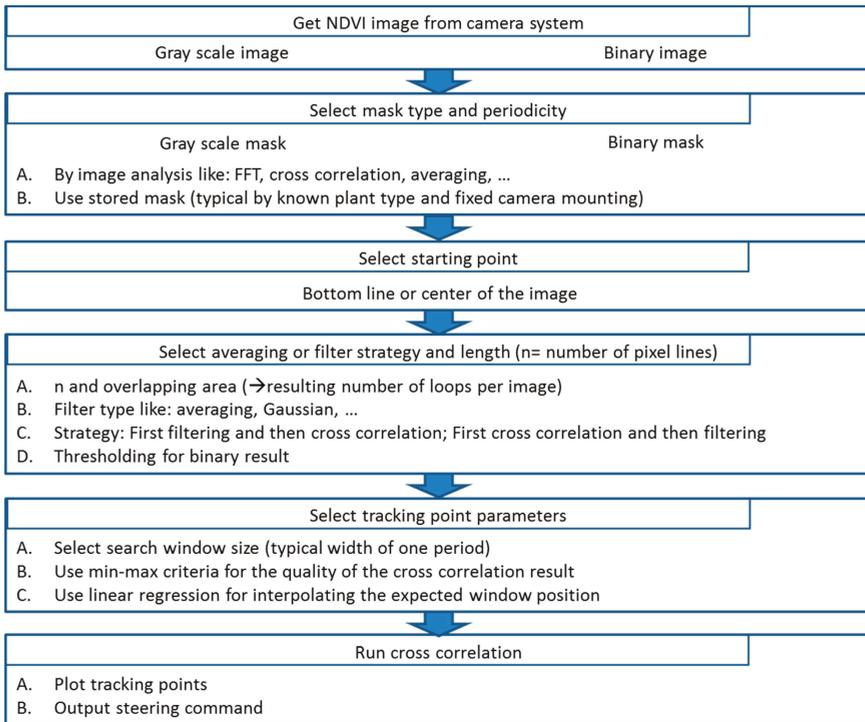 Get NDVI image from camera system
Gray scale image Binary image
Select mask type and periodicity
Gray scale mask Binary mask
A. By image analysis like: FFT, cross correlation, averaging, ...
B. Use stored mask (typical by known plant type and fixed camera mounting)
Select starting point
Bottom line or center of the image
Select averaging or filter strategy and length (n= number of pixel lines)
A. n and overlapping area (→resulting number of loops per image)
B. Filter type like: averaging, Gaussian, ...
C. Strategy: First filtering and then cross correlation; First cross correlation and then filtering
D. Thresholding for binary result
Select tracking point parameters
A. Select search window size (typical width of one period)
B. Use min-max criteria for the quality of the cross correlation result
C. Use linear regression for interpolating the expected window position
Run cross correlation
A. Plot tracking points
B. Output steering command